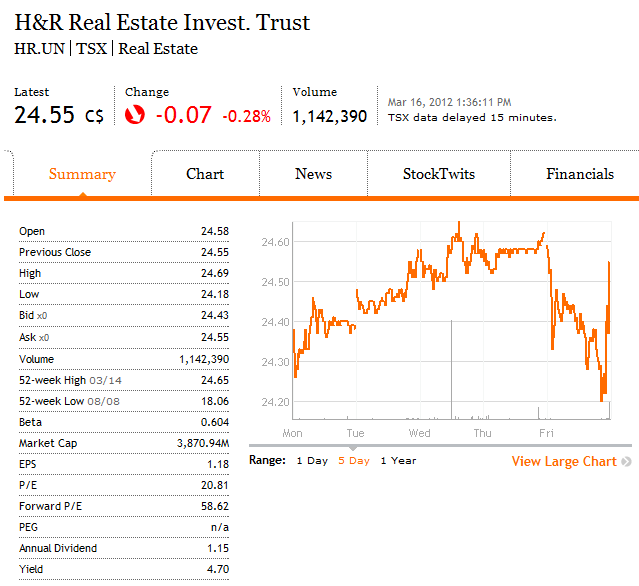 H&R Real Estate Invest. Trust
HR.UN | TSX | Real Estate
Latest Change Volume
24.55 C$ -0.07 -0.28% 1,142,390
Mar 16, 2012 1:36:11 PM
TSX data delayed 15 minutes.
Summary Chart News StockTwits Financials
Open 24.58
Previous Close 24.55
High 24.69
Low 24.18
Bid x0 24.43
Ask x0 24.55
Volume 1,142,390
52-week High 03/14 24.65
52-week Low 08/08 18.06
Beta 0.604
Market Cap 3,870.94M
EPS 1.18
P/E 20.81
Forward P/E 58.62
PEG n/a
Annual Dividend 1.15
Yield 4.70
24.60
24.50
24.40
24.30
24.20
Mon Tue Wed Thu Fri
Range: 1 Day 5 Day 1 Year
View Large Chart